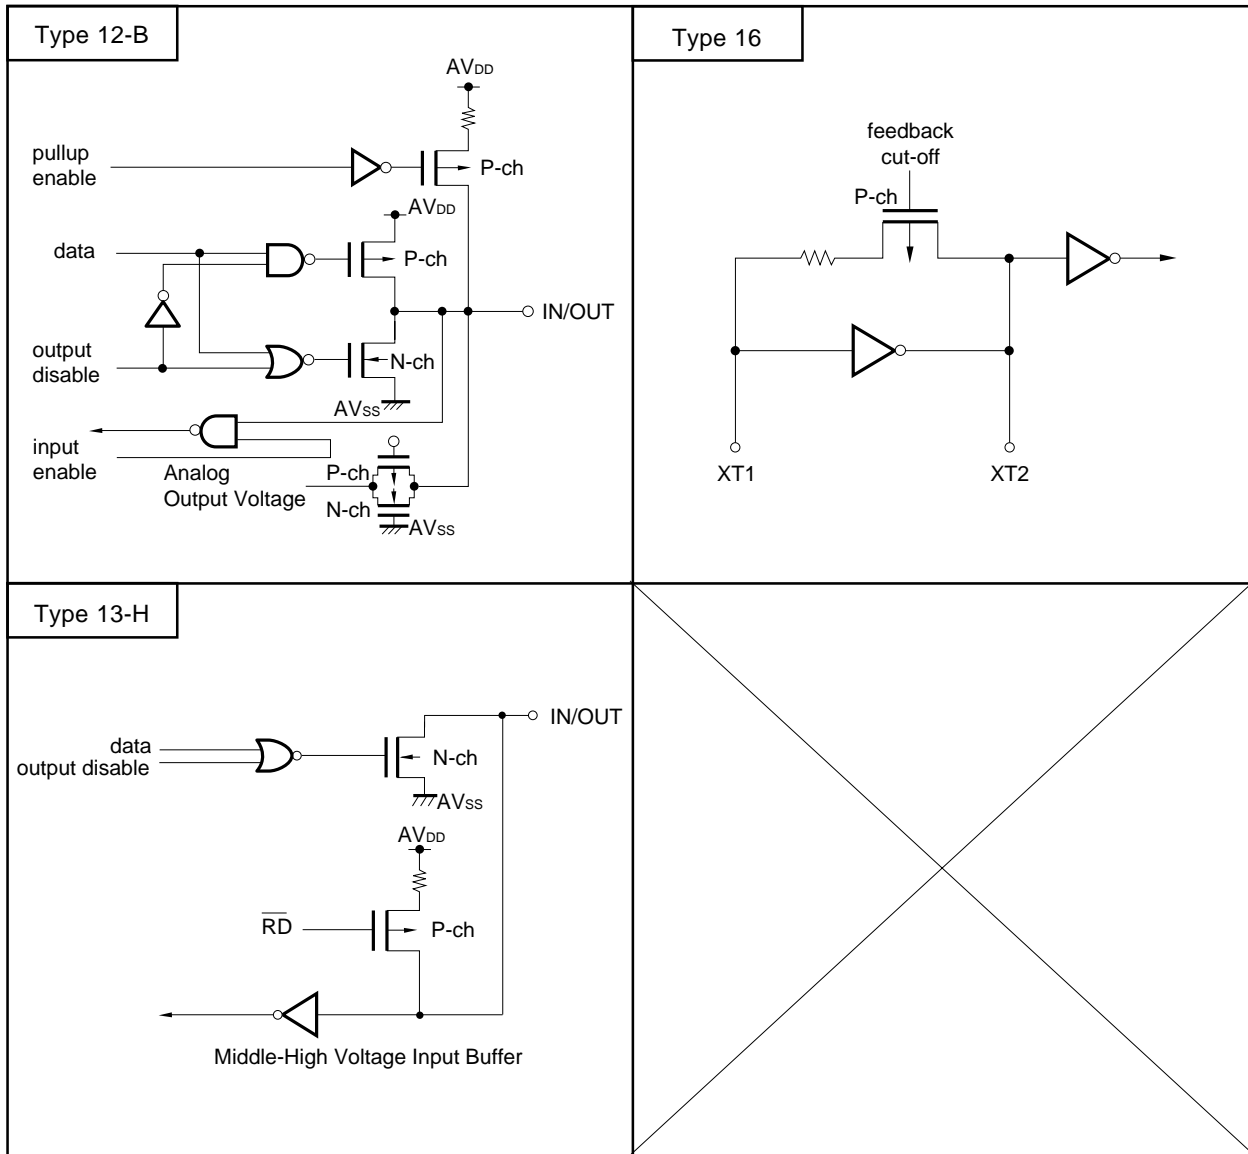 Type 12-B
AVDD
pullup
enable
P-ch
AVDD
data
P-ch
IN/OUT
output
disable
N-ch
AVSS
input
enable
Analog
Output Voltage
P-ch
N-ch
AVSS
Type 16
feedback
cut-off
P-ch
XT1
XT2
Type 13-H
IN/OUT
data
output disable
N-ch
AVSS
AVDD
R̅D̅
P-ch
Middle-High Voltage Input Buffer